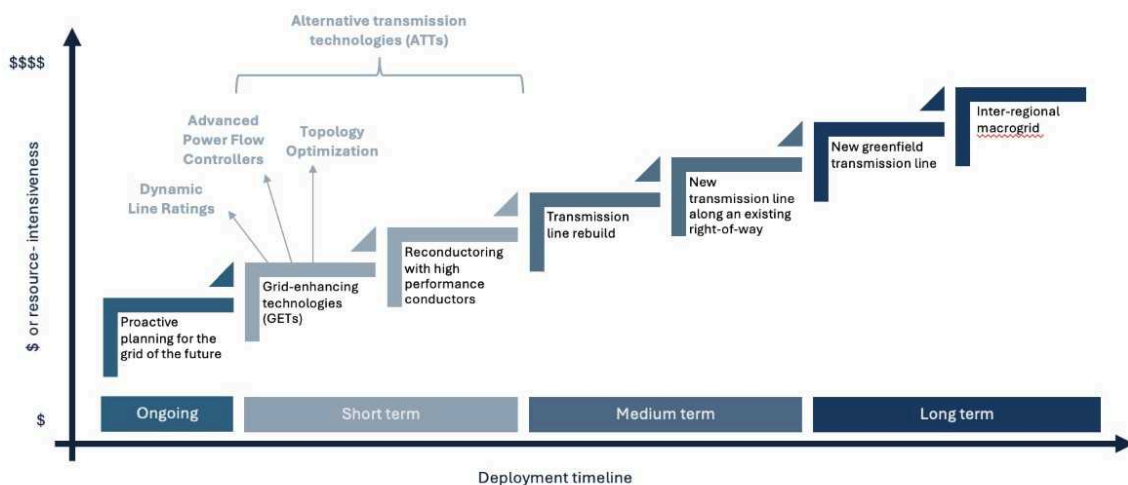 Alternative transmission
technologies (ATTs)
$$$$
Advanced
Power Flow
Controllers
Topology
Optimization
Dynamic
Line Ratings
Inter-regional
macrogrid
New greenfield
transmission line
New
transmission line
along an existing
right-of-way
Transmission
line rebuild
Reconductoring
with high
performance
conductors
Grid-enhancing
technologies
(GETs)
Proactive
planning for the
grid of the future
$ or resource- intensiveness
$
Ongoing
Short term
Medium term
Long term
Deployment timeline